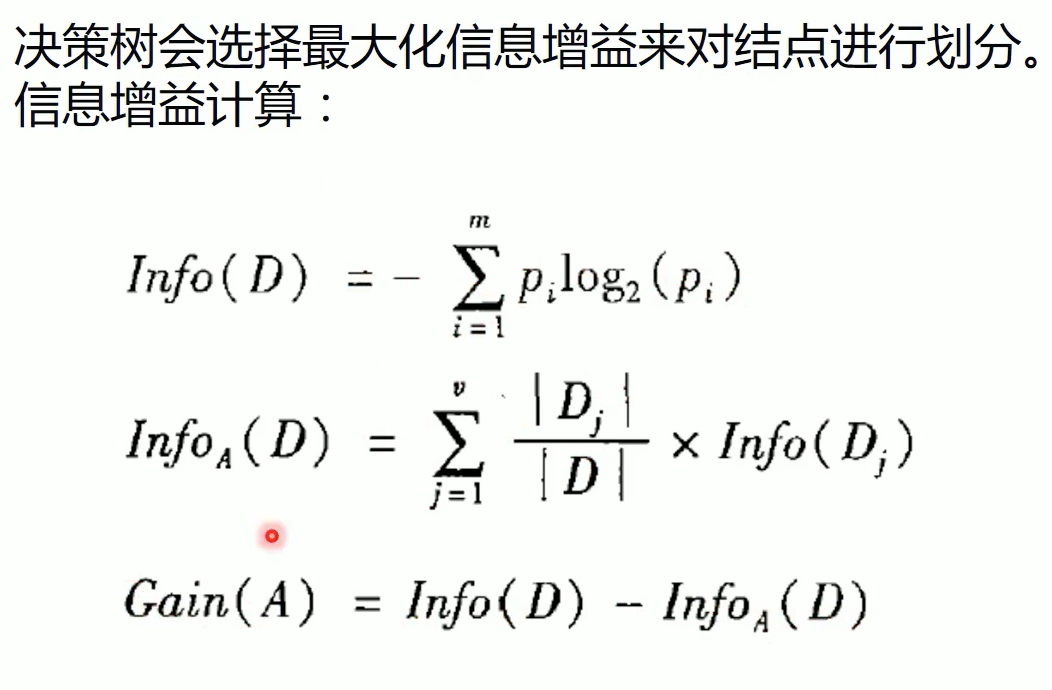 决策树会选择最大化信息增益来对结点进行划分。
信息增益计算：
Info(D) = - \sum_{i=1}^{m} p_i log_2(p_i)
Info_A(D) = \sum_{j=1}^{v} \frac{|D_j|}{|D|} × Info(D_j)
Gain(A) = Info(D) - Info_A(D)